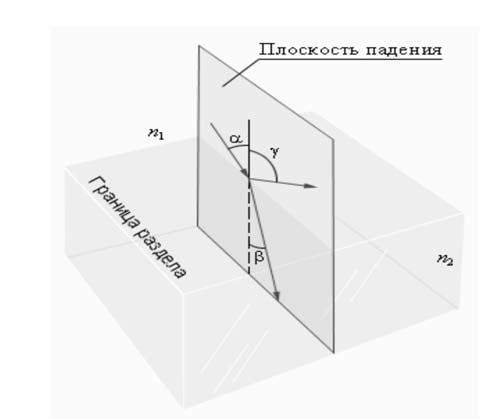 Плоскость падения
n₁
α
γ
Граница раздела
β
n₂